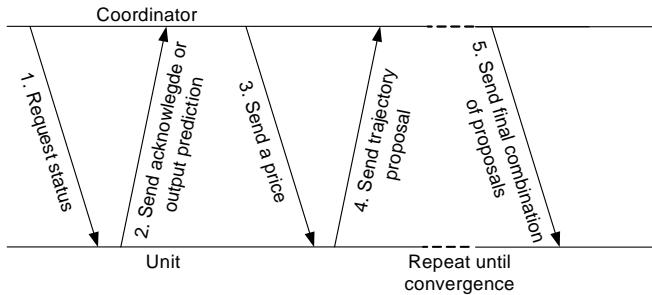 Coordinator
1. Request status
2. Send acknowlegde or
output prediction
3. Send a price
4. Send trajectory
proposal
5. Send final combination
of proposals
Unit
Repeat until
convergence